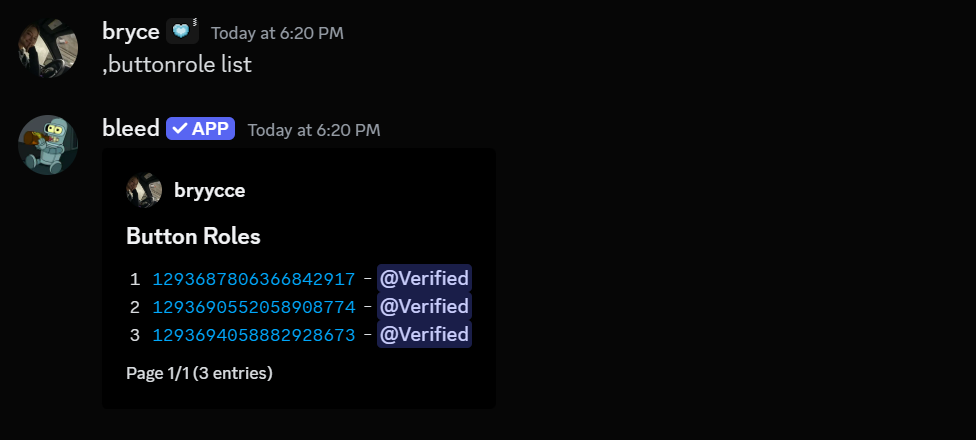 bryce Today at 6:20 PM
,buttonrole list
bleed ✓ APP Today at 6:20 PM
bryycce
Button Roles
1 1293687806366842917 - @Verified
2 1293690552058908774 - @Verified
3 1293694058882928673 - @Verified
Page 1/1 (3 entries)